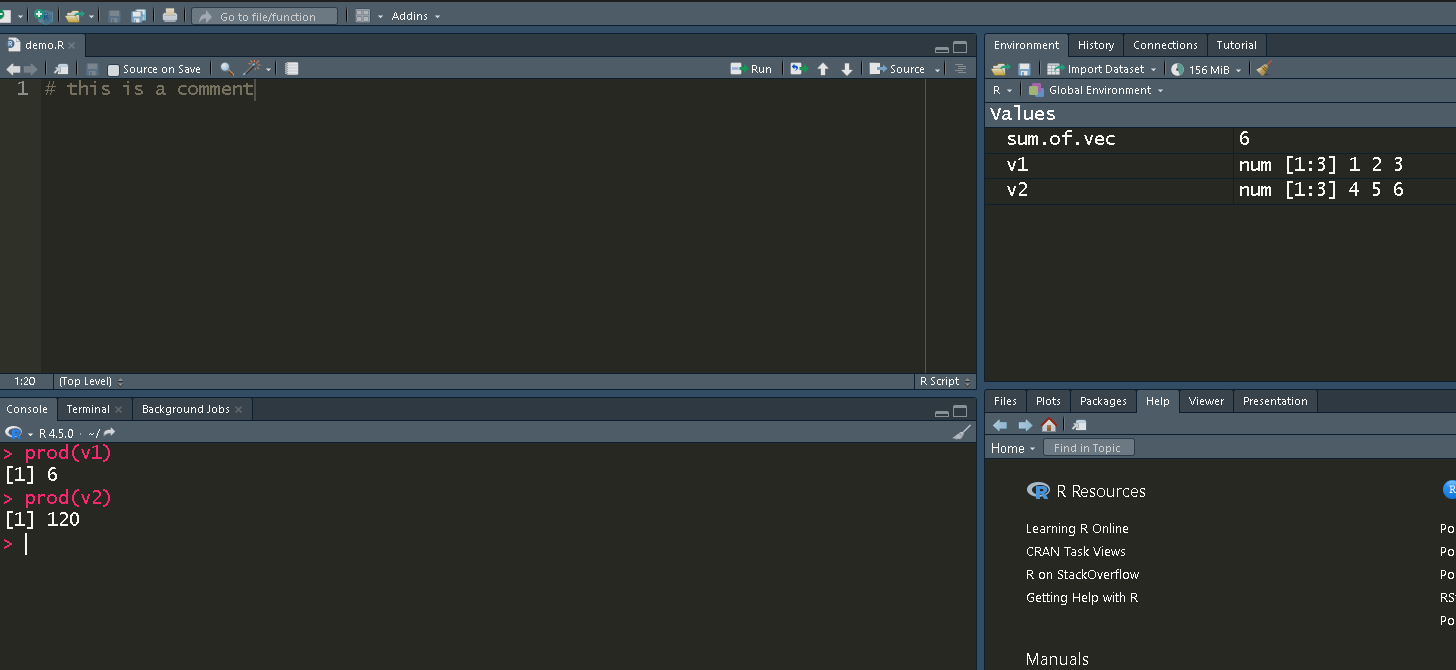 Go to file/function Addins
demo.R
Source on Save Run Source
1 # this is a comment
1:20 (Top Level) R Script
Console Terminal Background Jobs
R 4.5.0 · ~/
> prod(v1)
[1] 6
> prod(v2)
[1] 120
>
Environment History Connections Tutorial
Import Dataset 156 MiB
R Global Environment
Values
sum.of.vec 6
v1 num [1:3] 1 2 3
v2 num [1:3] 4 5 6
Files Plots Packages Help Viewer Presentation
Home Find in Topic
R Resources R
Learning R Online Po
CRAN Task Views Po
R on StackOverflow Po
Getting Help with R RS
Po
Manuals